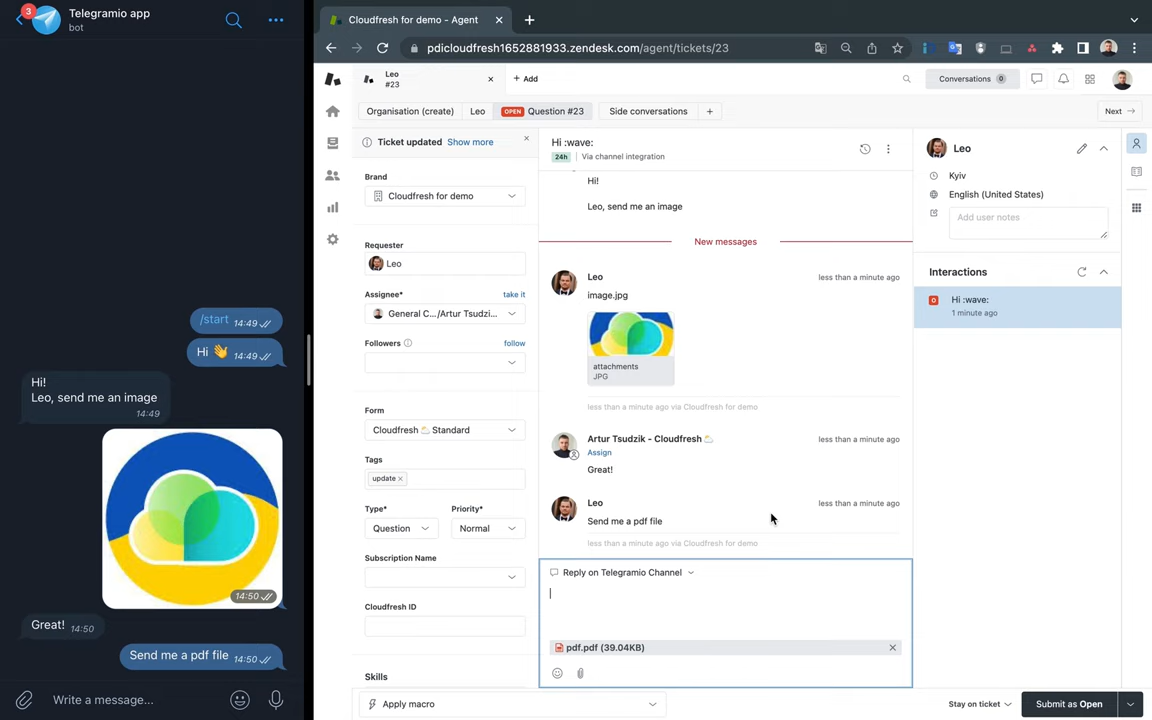 3
Telegramio app
bot
/start 14:49
Hi 👋 14:49
Hi!
Leo, send me an image
14:49
14:50
Great! 14:50
Send me a pdf file 14:50
Write a message...
Cloudfresh for demo - Agent
pdicloudfresh1652881933.zendesk.com/agent/tickets/23
Leo
#23
Add
Conversations 0
Organisation (create)
Leo
OPEN Question #23
Side conversations
Next
Ticket updated Show more
Brand
Cloudfresh for demo
Requester
Leo
Assignee* take it
General C.../Artur Tsudzi...
Followers follow
Form
Cloudfresh ⛅ Standard
Tags
update
Type* Priority*
Question Normal
Subscription Name
Cloudfresh ID
Skills
Hi :wave:
24h Via channel integration
Hi!
Leo, send me an image
New messages
Leo less than a minute ago
image.jpg
attachments
JPG
less than a minute ago via Cloudfresh for demo
Artur Tsudzik - Cloudfresh ⛅ less than a minute ago
Assign
Great!
Leo less than a minute ago
Send me a pdf file
less than a minute ago via Cloudfresh for demo
Reply on Telegramio Channel
pdf.pdf (39.04KB)
Apply macro
Leo
Kyiv
English (United States)
Add user notes
Interactions
O Hi :wave:
1 minute ago
Stay on ticket
Submit as Open